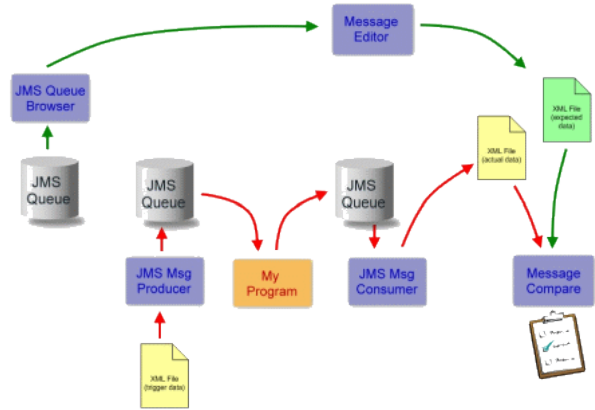 Message
Editor
JMS Queue
Browser
XML File
(expected
data)
XML File
(actual data)
JMS
Queue
JMS
Queue
JMS
Queue
JMS Msg
Producer
My
Program
JMS Msg
Consumer
Message
Compare
XML File
(trigger data)